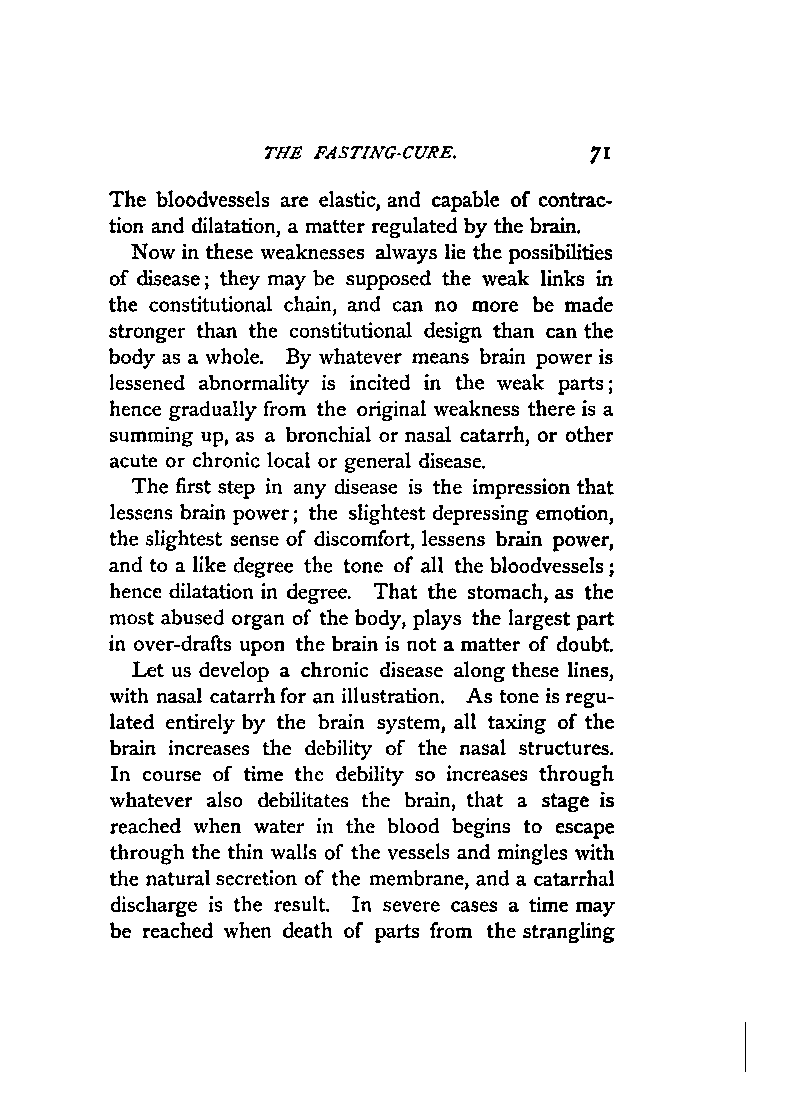 THE FASTING-CURE. 71
The bloodvessels are elastic, and capable of contrac-
tion and dilatation, a matter regulated by the brain.
Now in these weaknesses always lie the possibilities
of disease; they may be supposed the weak links in
the constitutional chain, and can no more be made
stronger than the constitutional design than can the
body as a whole. By whatever means brain power is
lessened abnormality is incited in the weak parts;
hence gradually from the original weakness there is a
summing up, as a bronchial or nasal catarrh, or other
acute or chronic local or general disease.
The first step in any disease is the impression that
lessens brain power; the slightest depressing emotion,
the slightest sense of discomfort, lessens brain power,
and to a like degree the tone of all the bloodvessels;
hence dilatation in degree. That the stomach, as the
most abused organ of the body, plays the largest part
in over-drafts upon the brain is not a matter of doubt.
Let us develop a chronic disease along these lines,
with nasal catarrh for an illustration. As tone is regu-
lated entirely by the brain system, all taxing of the
brain increases the debility of the nasal structures.
In course of time the debility so increases through
whatever also debilitates the brain, that a stage is
reached when water in the blood begins to escape
through the thin walls of the vessels and mingles with
the natural secretion of the membrane, and a catarrhal
discharge is the result. In severe cases a time may
be reached when death of parts from the strangling